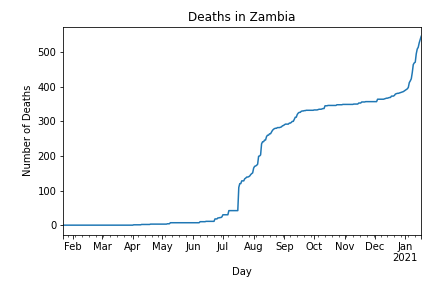 Deaths in Zambia
Number of Deaths
500
400
300
200
100
0
Feb Mar Apr May Jun Jul Aug Sep Oct Nov Dec Jan
2021
Day